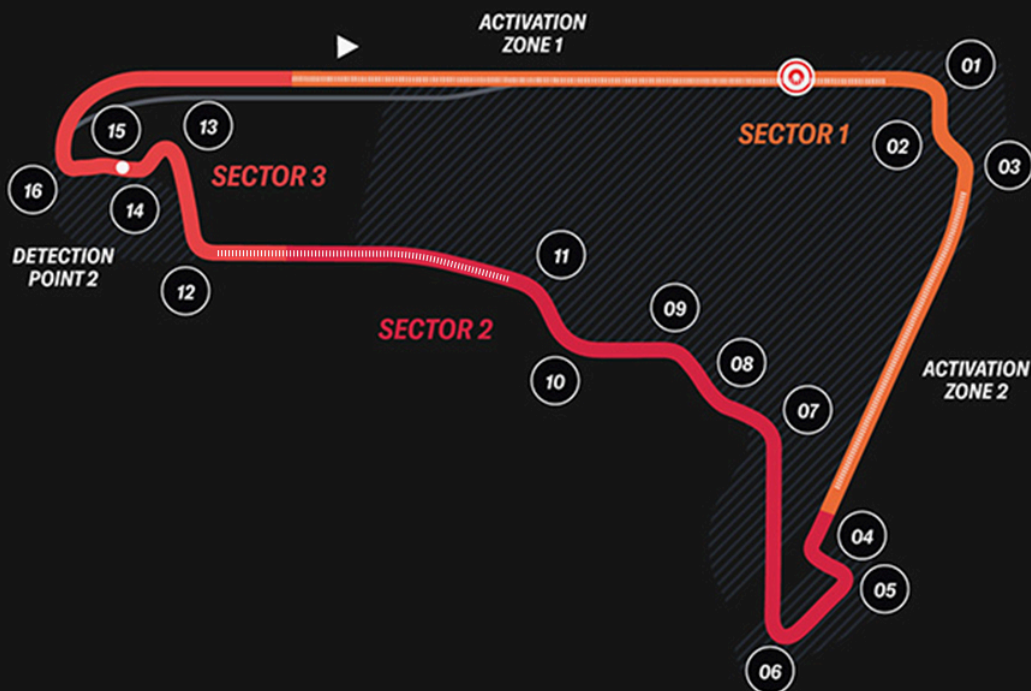 ACTIVATION
ZONE 1
01
SECTOR 1
02
03
15
13
SECTOR 3
16
14
DETECTION
POINT 2
12
11
SECTOR 2
09
10
08
07
ACTIVATION
ZONE 2
04
05
06